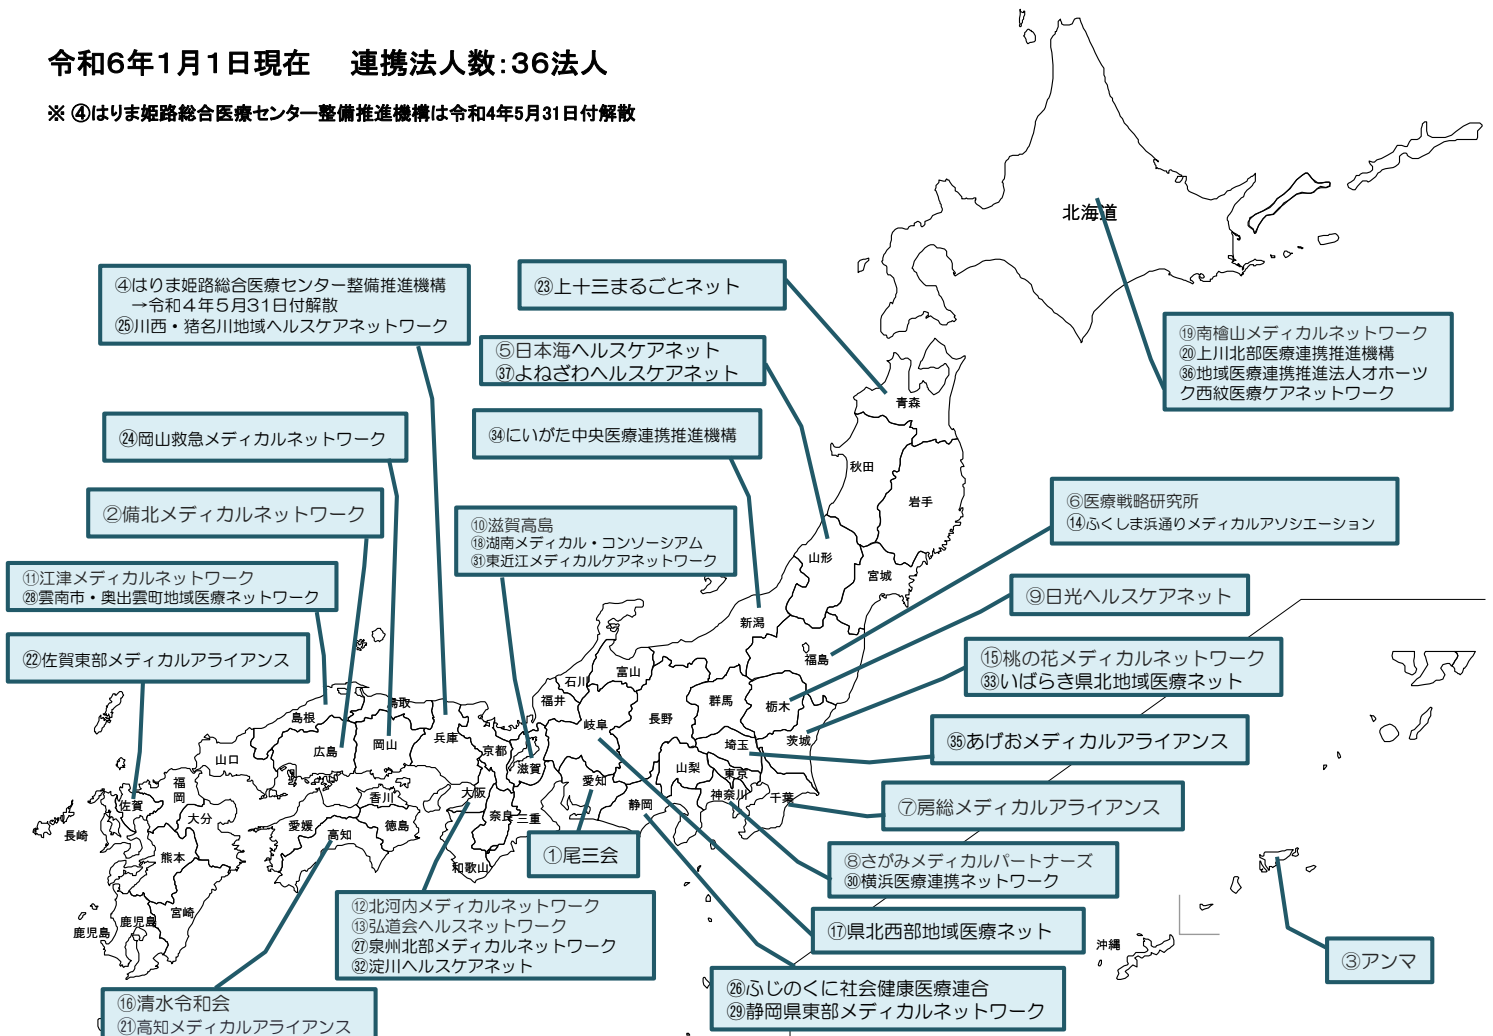 令和6年1月1日現在　連携法人数：36法人
※ ④はりま姫路総合医療センター整備推進機構は令和4年5月31日付解散
北海道
④はりま姫路総合医療センター整備推進機構
→令和４年５月31日付解散
㉕川西・猪名川地域ヘルスケアネットワーク
㉓上十三まるごとネット
⑤日本海ヘルスケアネット
㊲よねざわヘルスケアネット
⑲南檜山メディカルネットワーク
⑳上川北部医療連携推進機構
㊱地域医療連携推進法人オホーツ
ク西紋医療ケアネットワーク
青森
㉔岡山救急メディカルネットワーク
㉞にいがた中央医療連携推進機構
秋田
岩手
②備北メディカルネットワーク
⑩滋賀高島
⑱湖南メディカル・コンソーシアム
㉛東近江メディカルケアネットワーク
⑥医療戦略研究所
⑭ふくしま浜通りメディカルアソシエーション
山形
宮城
⑪江津メディカルネットワーク
㉘雲南市・奥出雲町地域医療ネットワーク
⑨日光ヘルスケアネット
新潟
㉒佐賀東部メディカルアライアンス
福島
⑮桃の花メディカルネットワーク
㉝いばらき県北地域医療ネット
富山
石川
福井
群馬
栃木
鳥取
島根
岐阜
長野
茨城
兵庫
岡山
広島
京都
埼玉
㉟あげおメディカルアライアンス
山口
滋賀
山梨
東京
愛知
福岡
佐賀
香川
大阪
静岡
神奈川
千葉
⑦房総メディカルアライアンス
大分
長崎
愛媛
高知
徳島
奈良
三重
熊本
和歌山
①尾三会
⑧さがみメディカルパートナーズ
㉚横浜医療連携ネットワーク
宮崎
鹿児島
鹿児島
⑫北河内メディカルネットワーク
⑬弘道会ヘルスネットワーク
㉗泉州北部メディカルネットワーク
㉜淀川ヘルスケアネット
⑰県北西部地域医療ネット
沖縄
③アンマ
⑯清水令和会
㉑高知メディカルアライアンス
㉖ふじのくに社会健康医療連合
㉙静岡県東部メディカルネットワーク